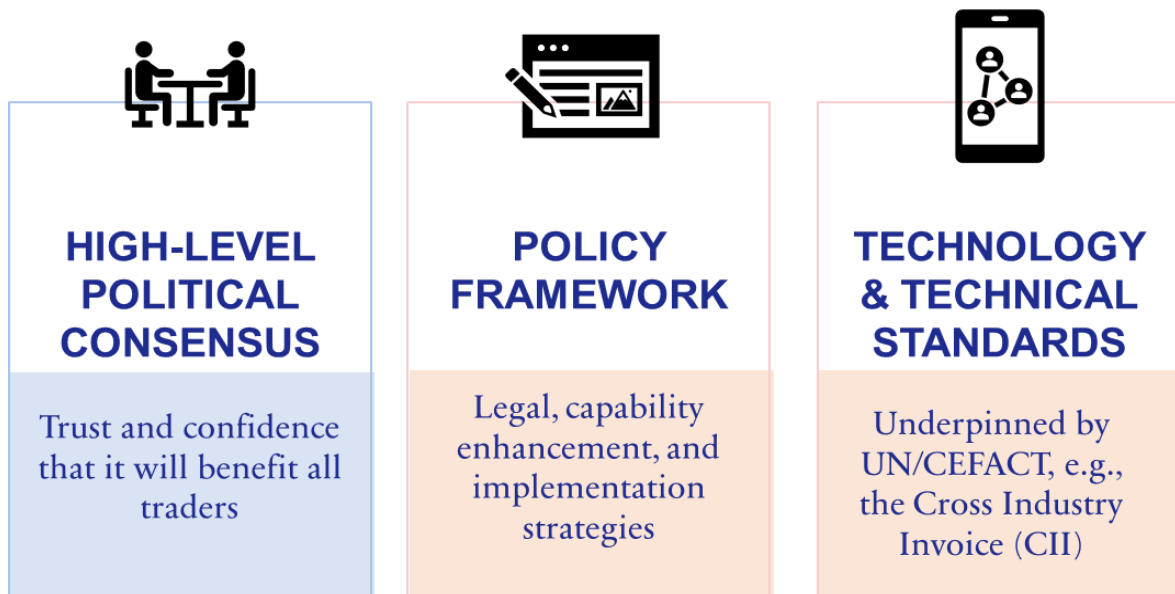 HIGH-LEVEL
POLITICAL
CONSENSUS
Trust and confidence
that it will benefit all
traders
POLICY
FRAMEWORK
Legal, capability
enhancement, and
implementation
strategies
TECHNOLOGY
& TECHNICAL
STANDARDS
Underpinned by
UN/CEFACT, e.g.,
the Cross Industry
Invoice (CII)